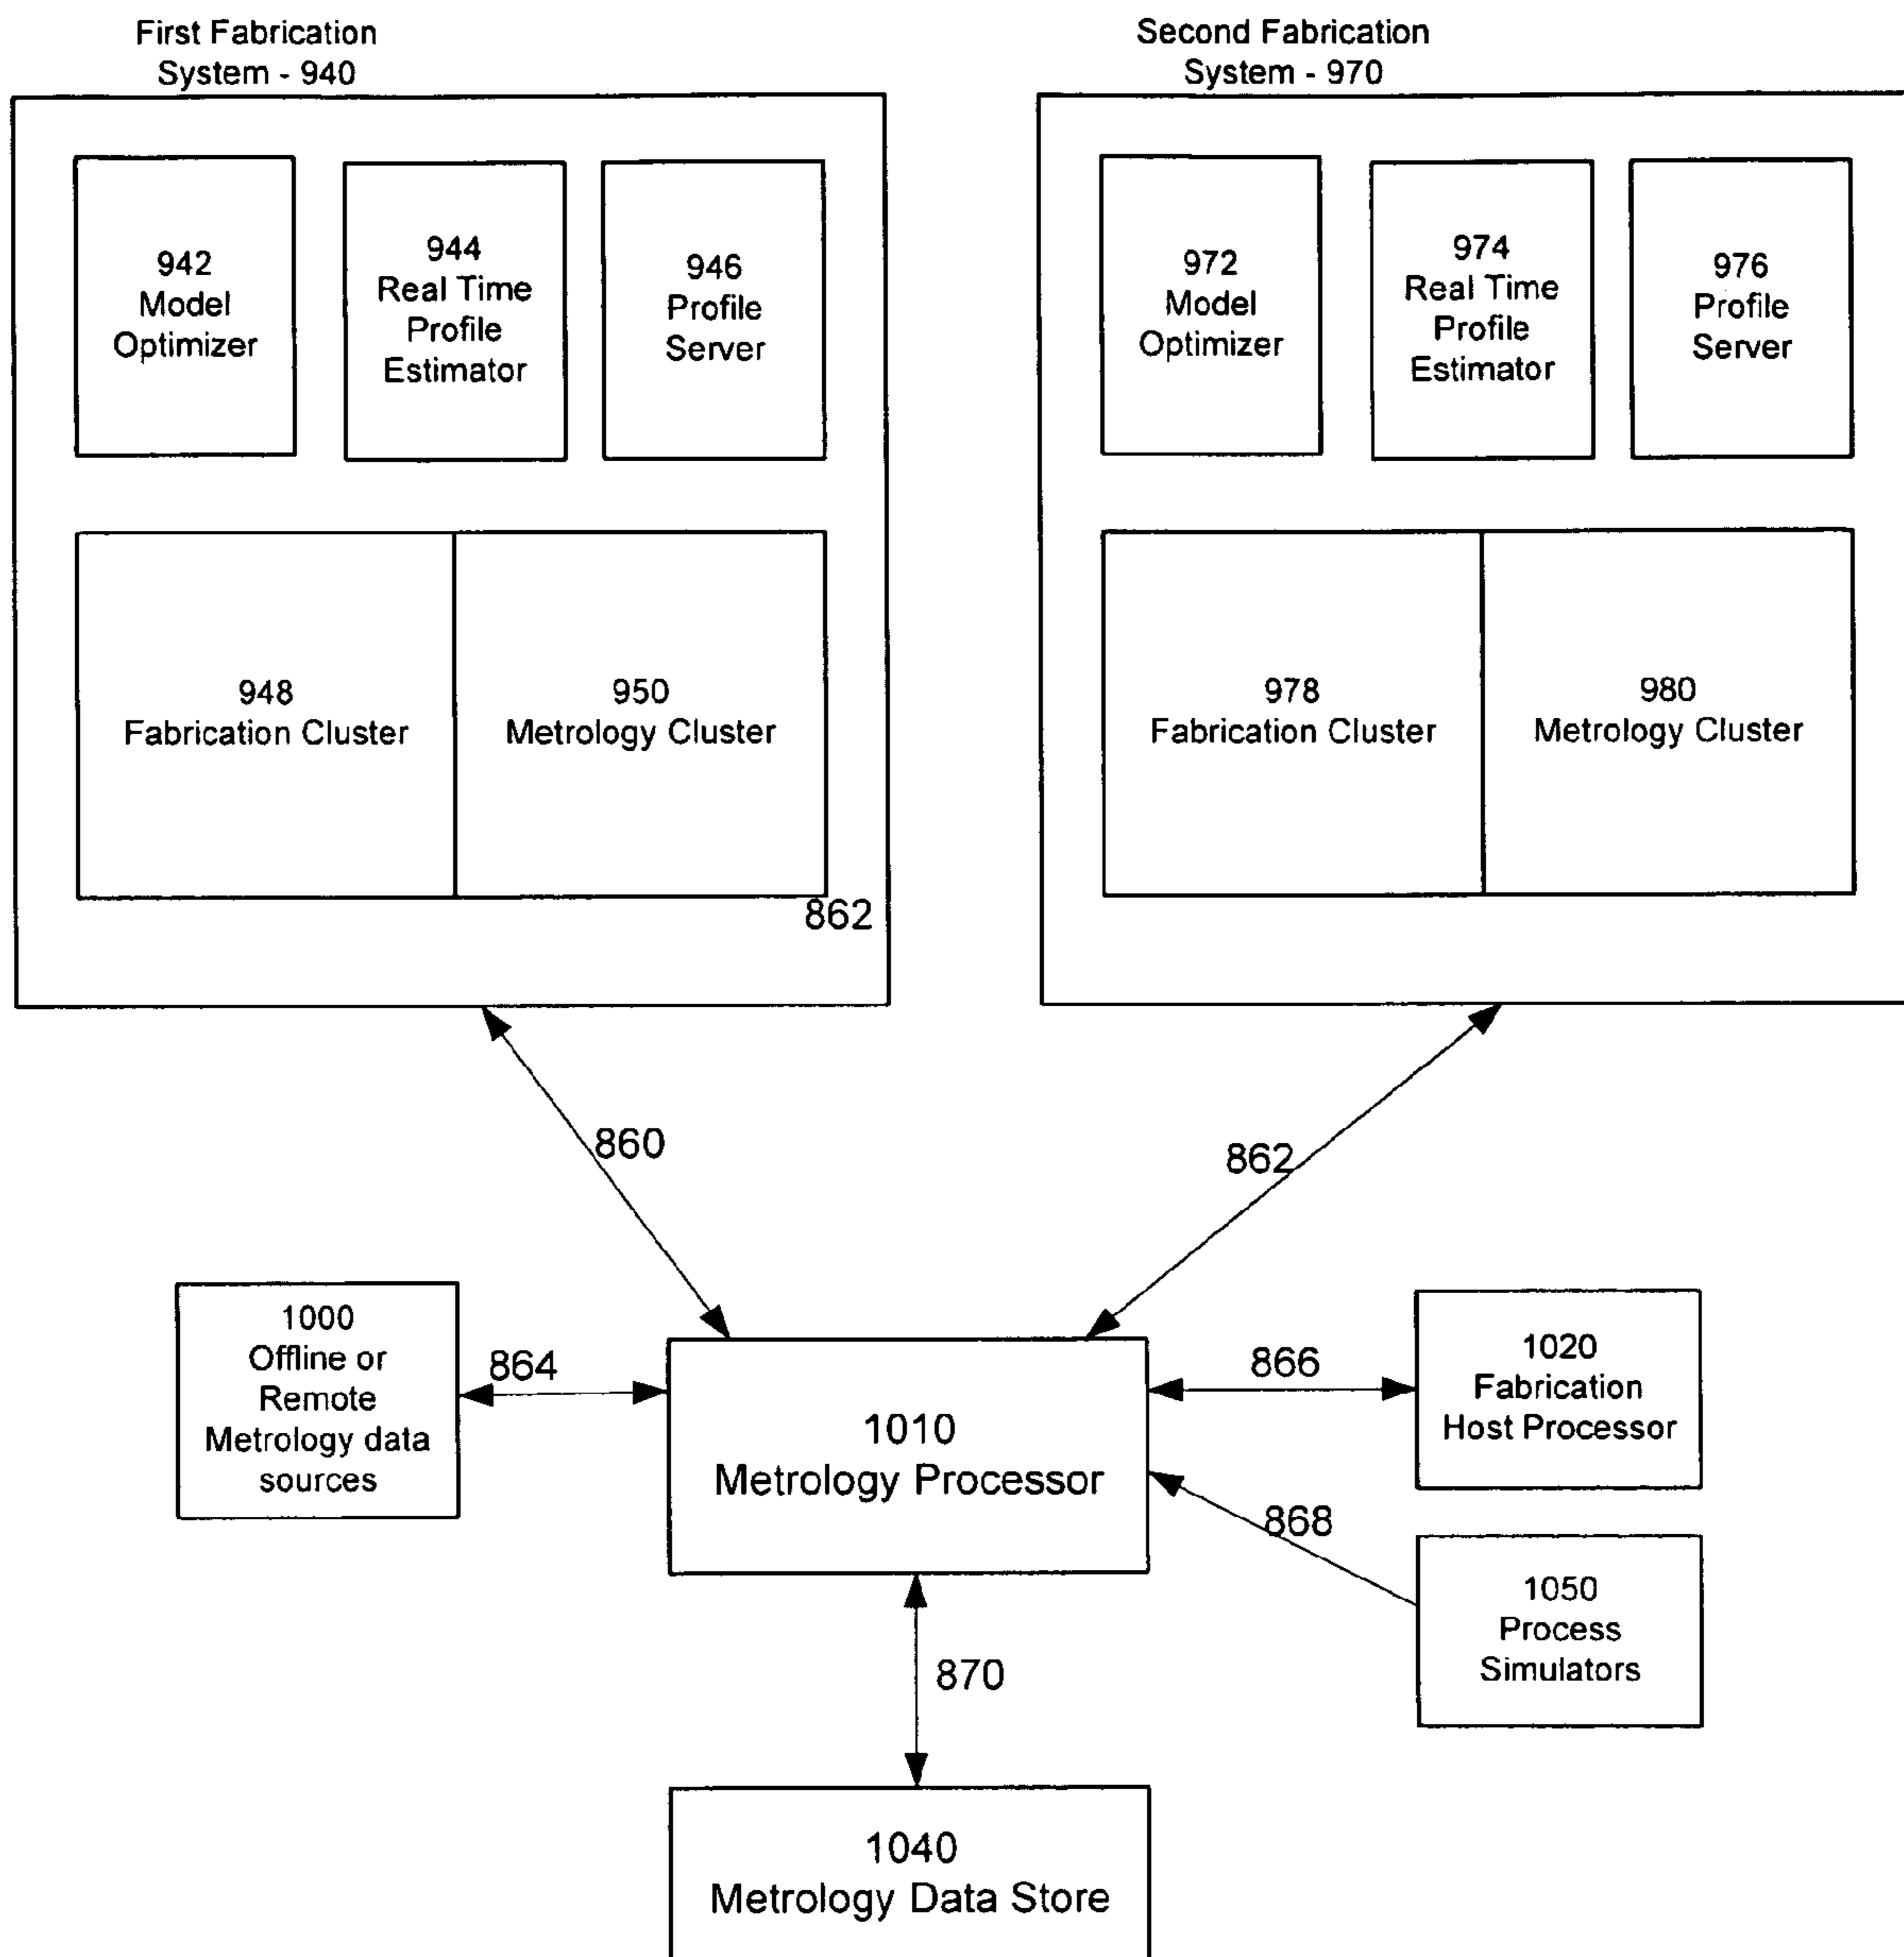 First Fabrication
System - 940
Second Fabrication
System - 970
942
Model
Optimizer
944
Real Time
Profile
Estimator
946
Profile
Server
972
Model
Optimizer
974
Real Time
Profile
Estimator
976
Profile
Server
948
Fabrication Cluster
950
Metrology Cluster
978
Fabrication Cluster
980
Metrology Cluster
862
860
862
1000
Offline or
Remote
Metrology data
sources
864
1010
Metrology Processor
866
1020
Fabrication
Host Processor
868
1050
Process
Simulators
870
1040
Metrology Data Store